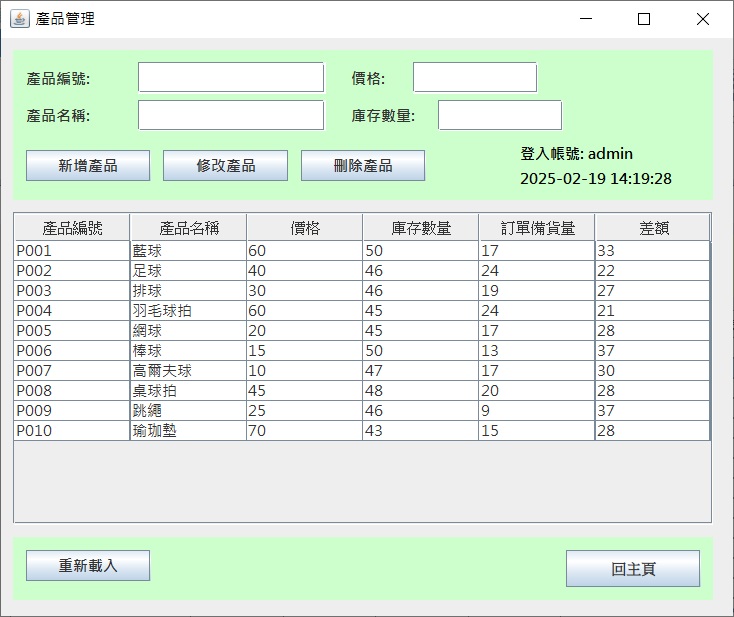 產品管理
產品編號: 價格:
產品名稱: 庫存數量:
新增產品 修改產品 刪除產品 登入帳號: admin
2025-02-19 14:19:28
產品編號 產品名稱 價格 庫存數量 訂單備貨量 差額
P001 藍球 60 50 17 33
P002 足球 40 46 24 22
P003 排球 30 46 19 27
P004 羽毛球拍 60 45 24 21
P005 網球 20 45 17 28
P006 棒球 15 50 13 37
P007 高爾夫球 10 47 17 30
P008 桌球拍 45 48 20 28
P009 跳繩 25 46 9 37
P010 瑜珈墊 70 43 15 28
重新載入 回主頁